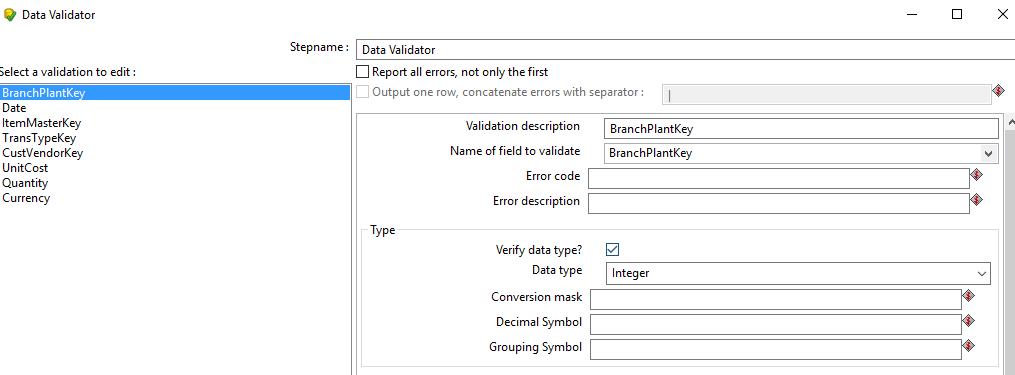 Data Validator
Stepname : Data Validator
Select a validation to edit :
Report all errors, not only the first
BranchPlantKey
Date
ItemMasterKey
TransTypeKey
CustVendorKey
UnitCost
Quantity
Currency
Output one row, concatenate errors with separator : |
Validation description BranchPlantKey
Name of field to validate BranchPlantKey
Error code
Error description
Type
Verify data type?
Data type Integer
Conversion mask
Decimal Symbol
Grouping Symbol